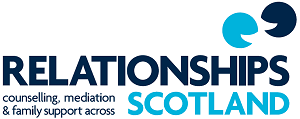 RELATIONSHIPS
counselling, mediation
& family support across
SCOTLAND